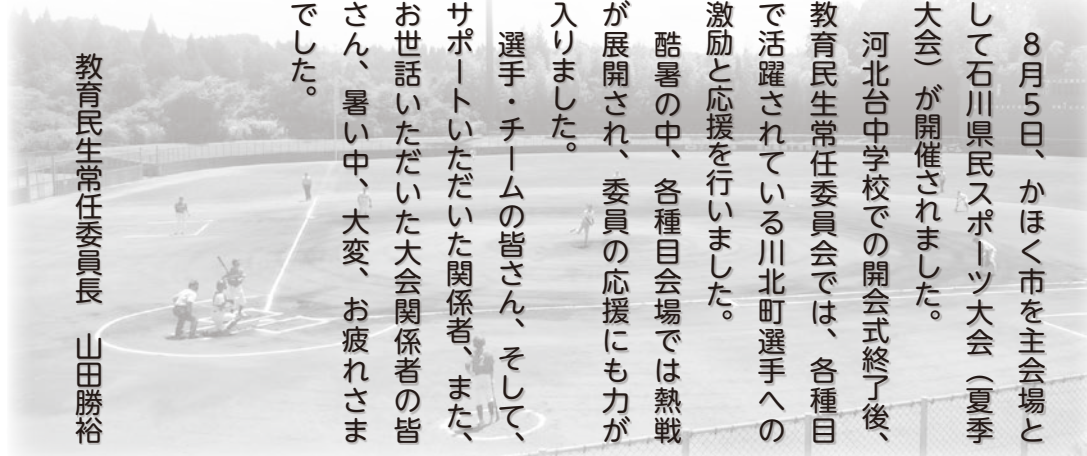 ８月５日、かほく市を主会場と
して石川県民スポーツ大会（夏季
大会）が開催されました。
河北台中学校での開会式終了後、
教育民生常任委員会では、各種目
で活躍されている川北町選手への
激励と応援を行いました。
酷暑の中、各種目会場では熱戦
が展開され、委員の応援にも力が
入りました。
選手・チームの皆さん、そして、
サポートいただいた関係者、また、
お世話いただいた大会関係者の皆
さん、暑い中、大変、お疲れさま
でした。
教育民生常任委員長　山田勝裕